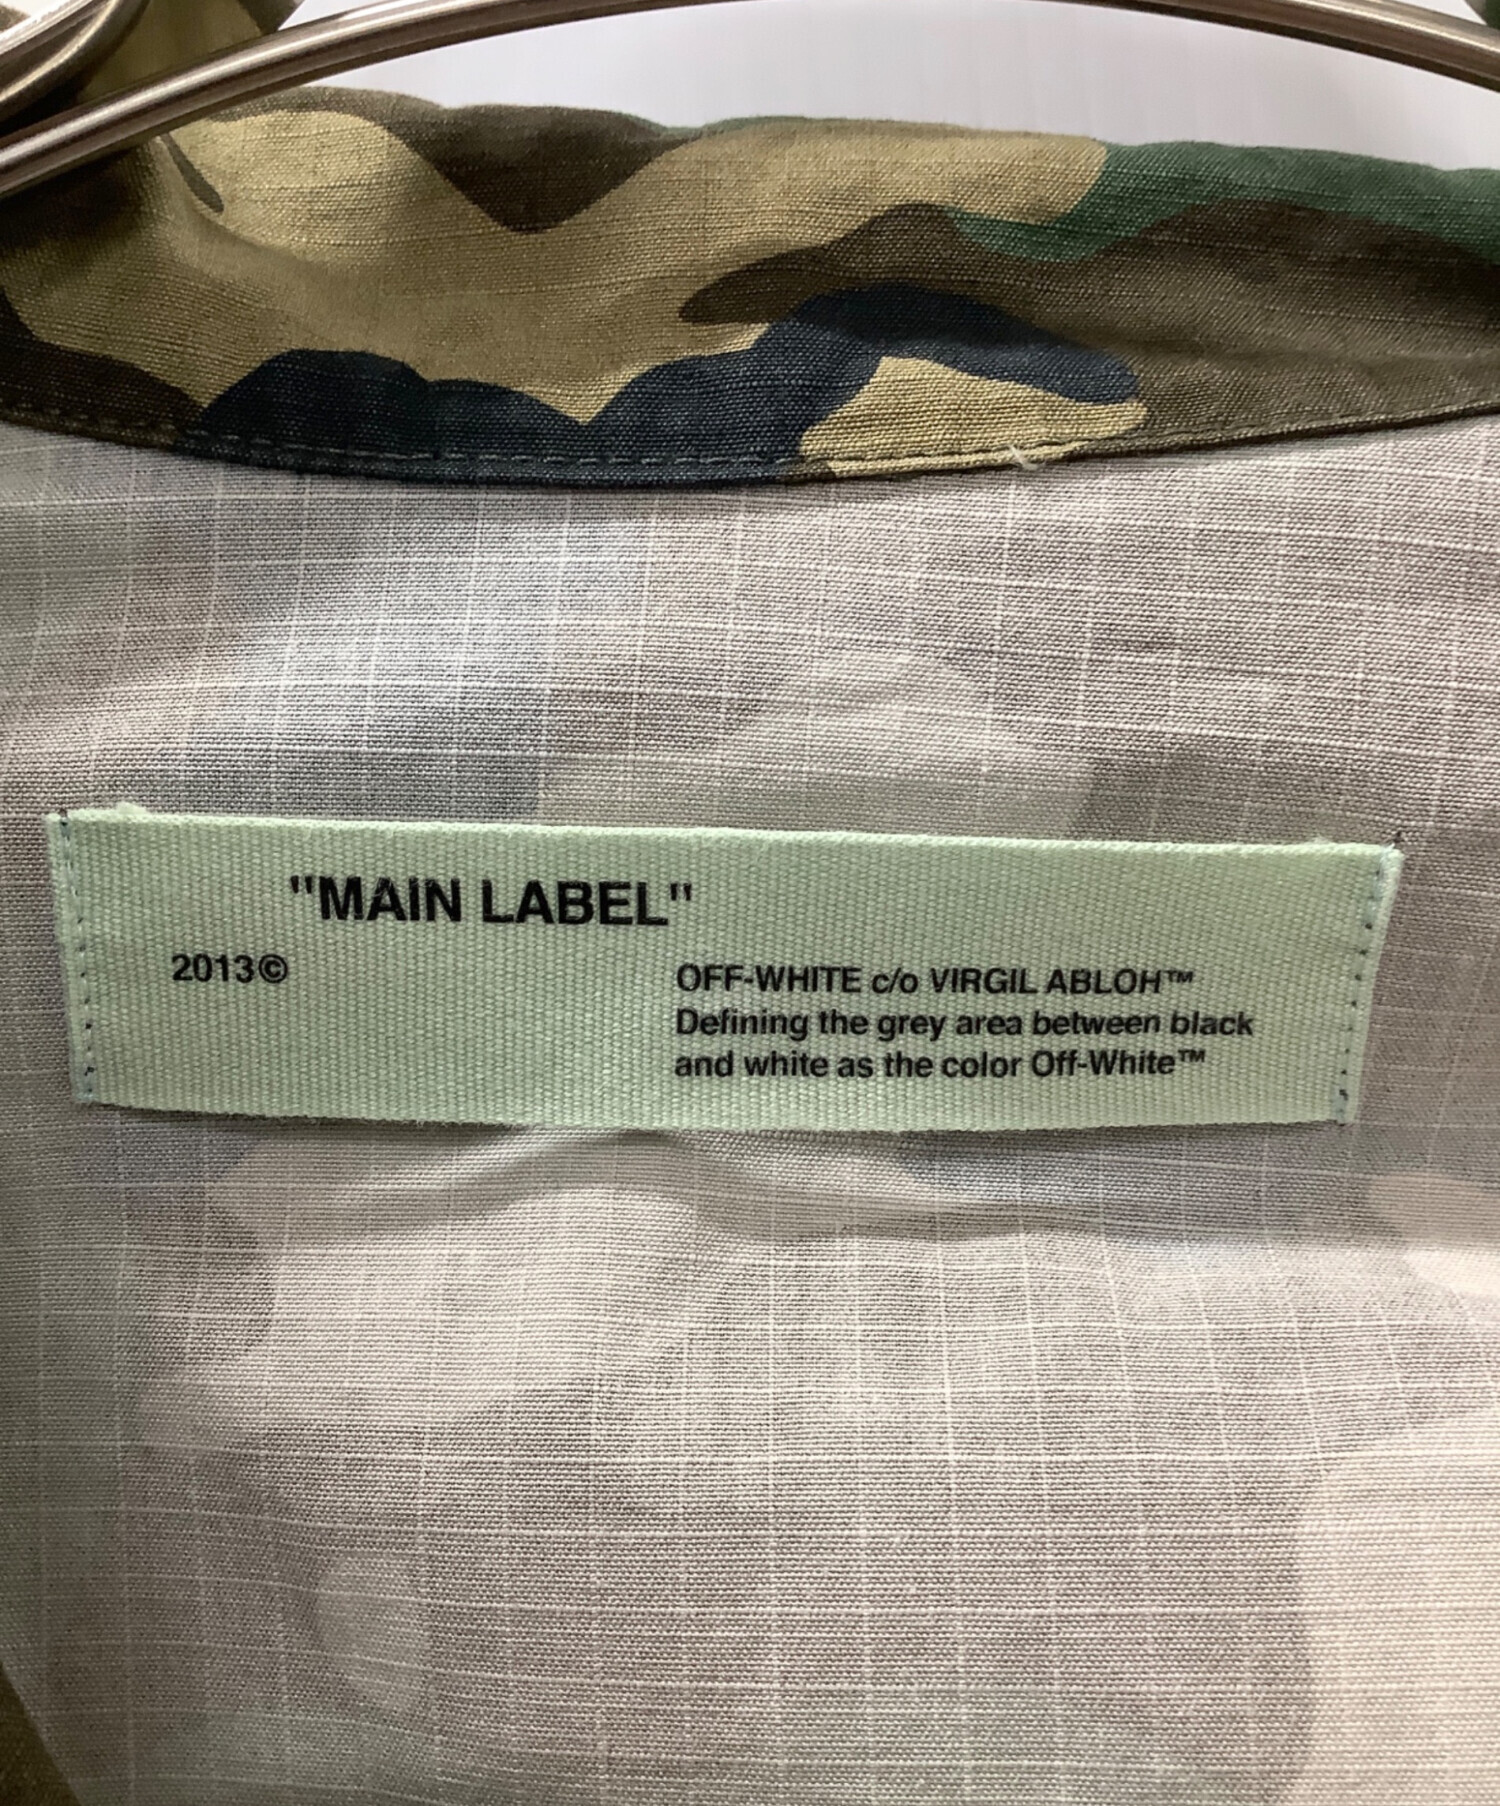 "MAIN LABEL"
2013©
OFF-WHITE c/o VIRGIL ABLOH™
Defining the grey area between black
and white as the color Off-White™